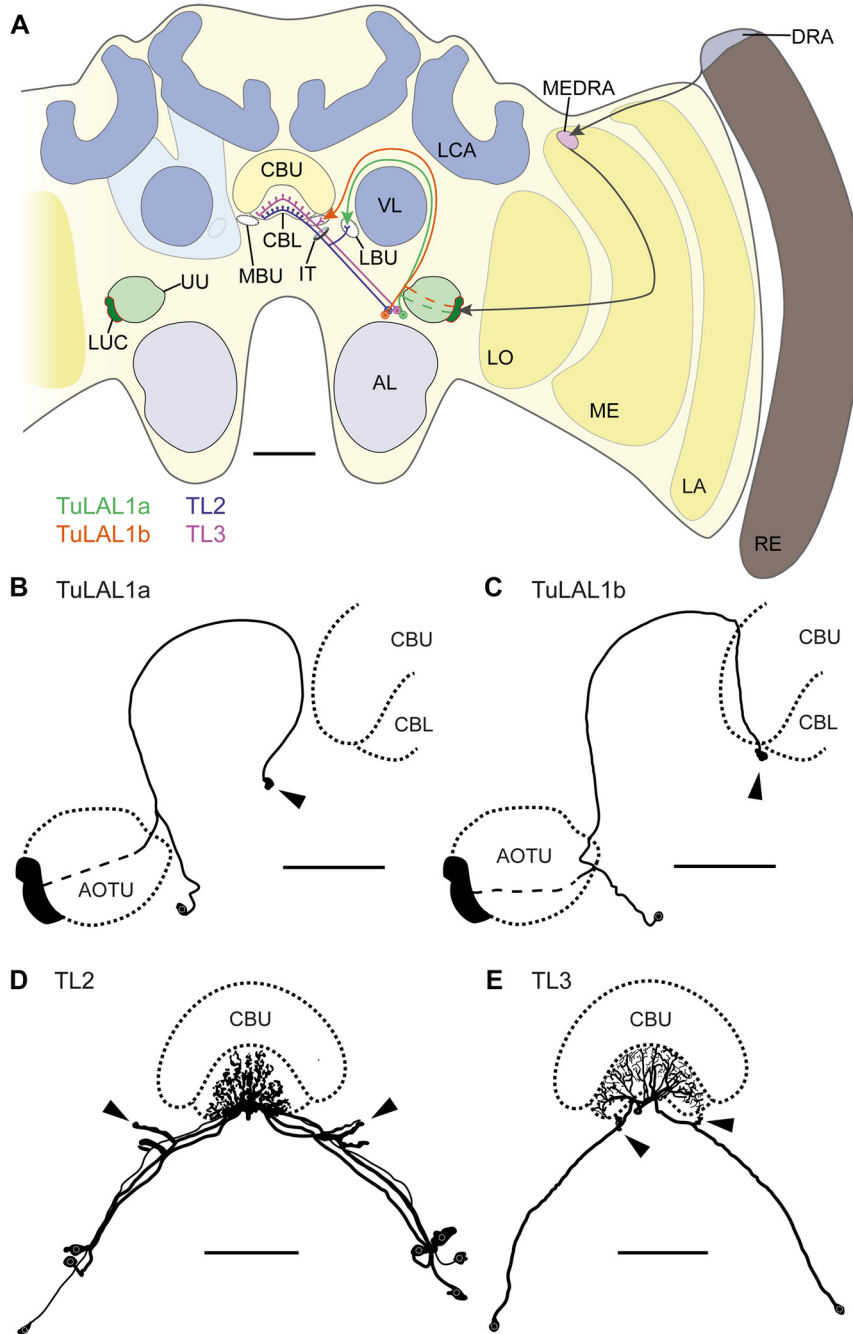 A
DRA
MEDRA
LCA
CBU
VL
CBL
LBU
MBU
IT
UU
LUC
LO
AL
ME
LA
RE
TuLAL1a TL2
TuLAL1b TL3
B TuLAL1a
C TuLAL1b
CBU
CBU
CBL
CBL
AOTU
AOTU
D TL2
E TL3
CBU
CBU